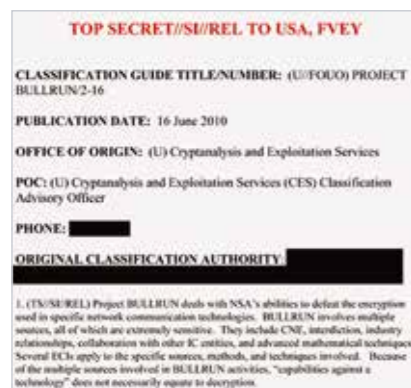 TOP SECRET//SI//REL TO USA, FVEY
CLASSIFICATION GUIDE TITLE/NUMBER: (U//FOUO) PROJECT
BULLRUN/2-16
PUBLICATION DATE: 16 June 2010
OFFICE OF ORIGIN: (U) Cryptanalysis and Exploitation Services
POC: (U) Cryptanalysis and Exploitation Services (CES) Classification
Advisory Officer
PHONE:
ORIGINAL CLASSIFICATION AUTHORITY:
1. (TS//SI//REL) Project BULLRUN deals with NSA's abilities to defeat the encryption
used in specific network communication technologies. BULLRUN involves multiple
sources, all of which are extremely sensitive. They include CNE, interdiction, industry
relationships, collaboration with other IC entities, and advanced mathematical techniques.
Several ECIs apply to the specific sources, methods, and techniques involved. Because
of the multiple sources involved in BULLRUN activities, "capabilities against a
technology" does not necessarily equate to decryption.